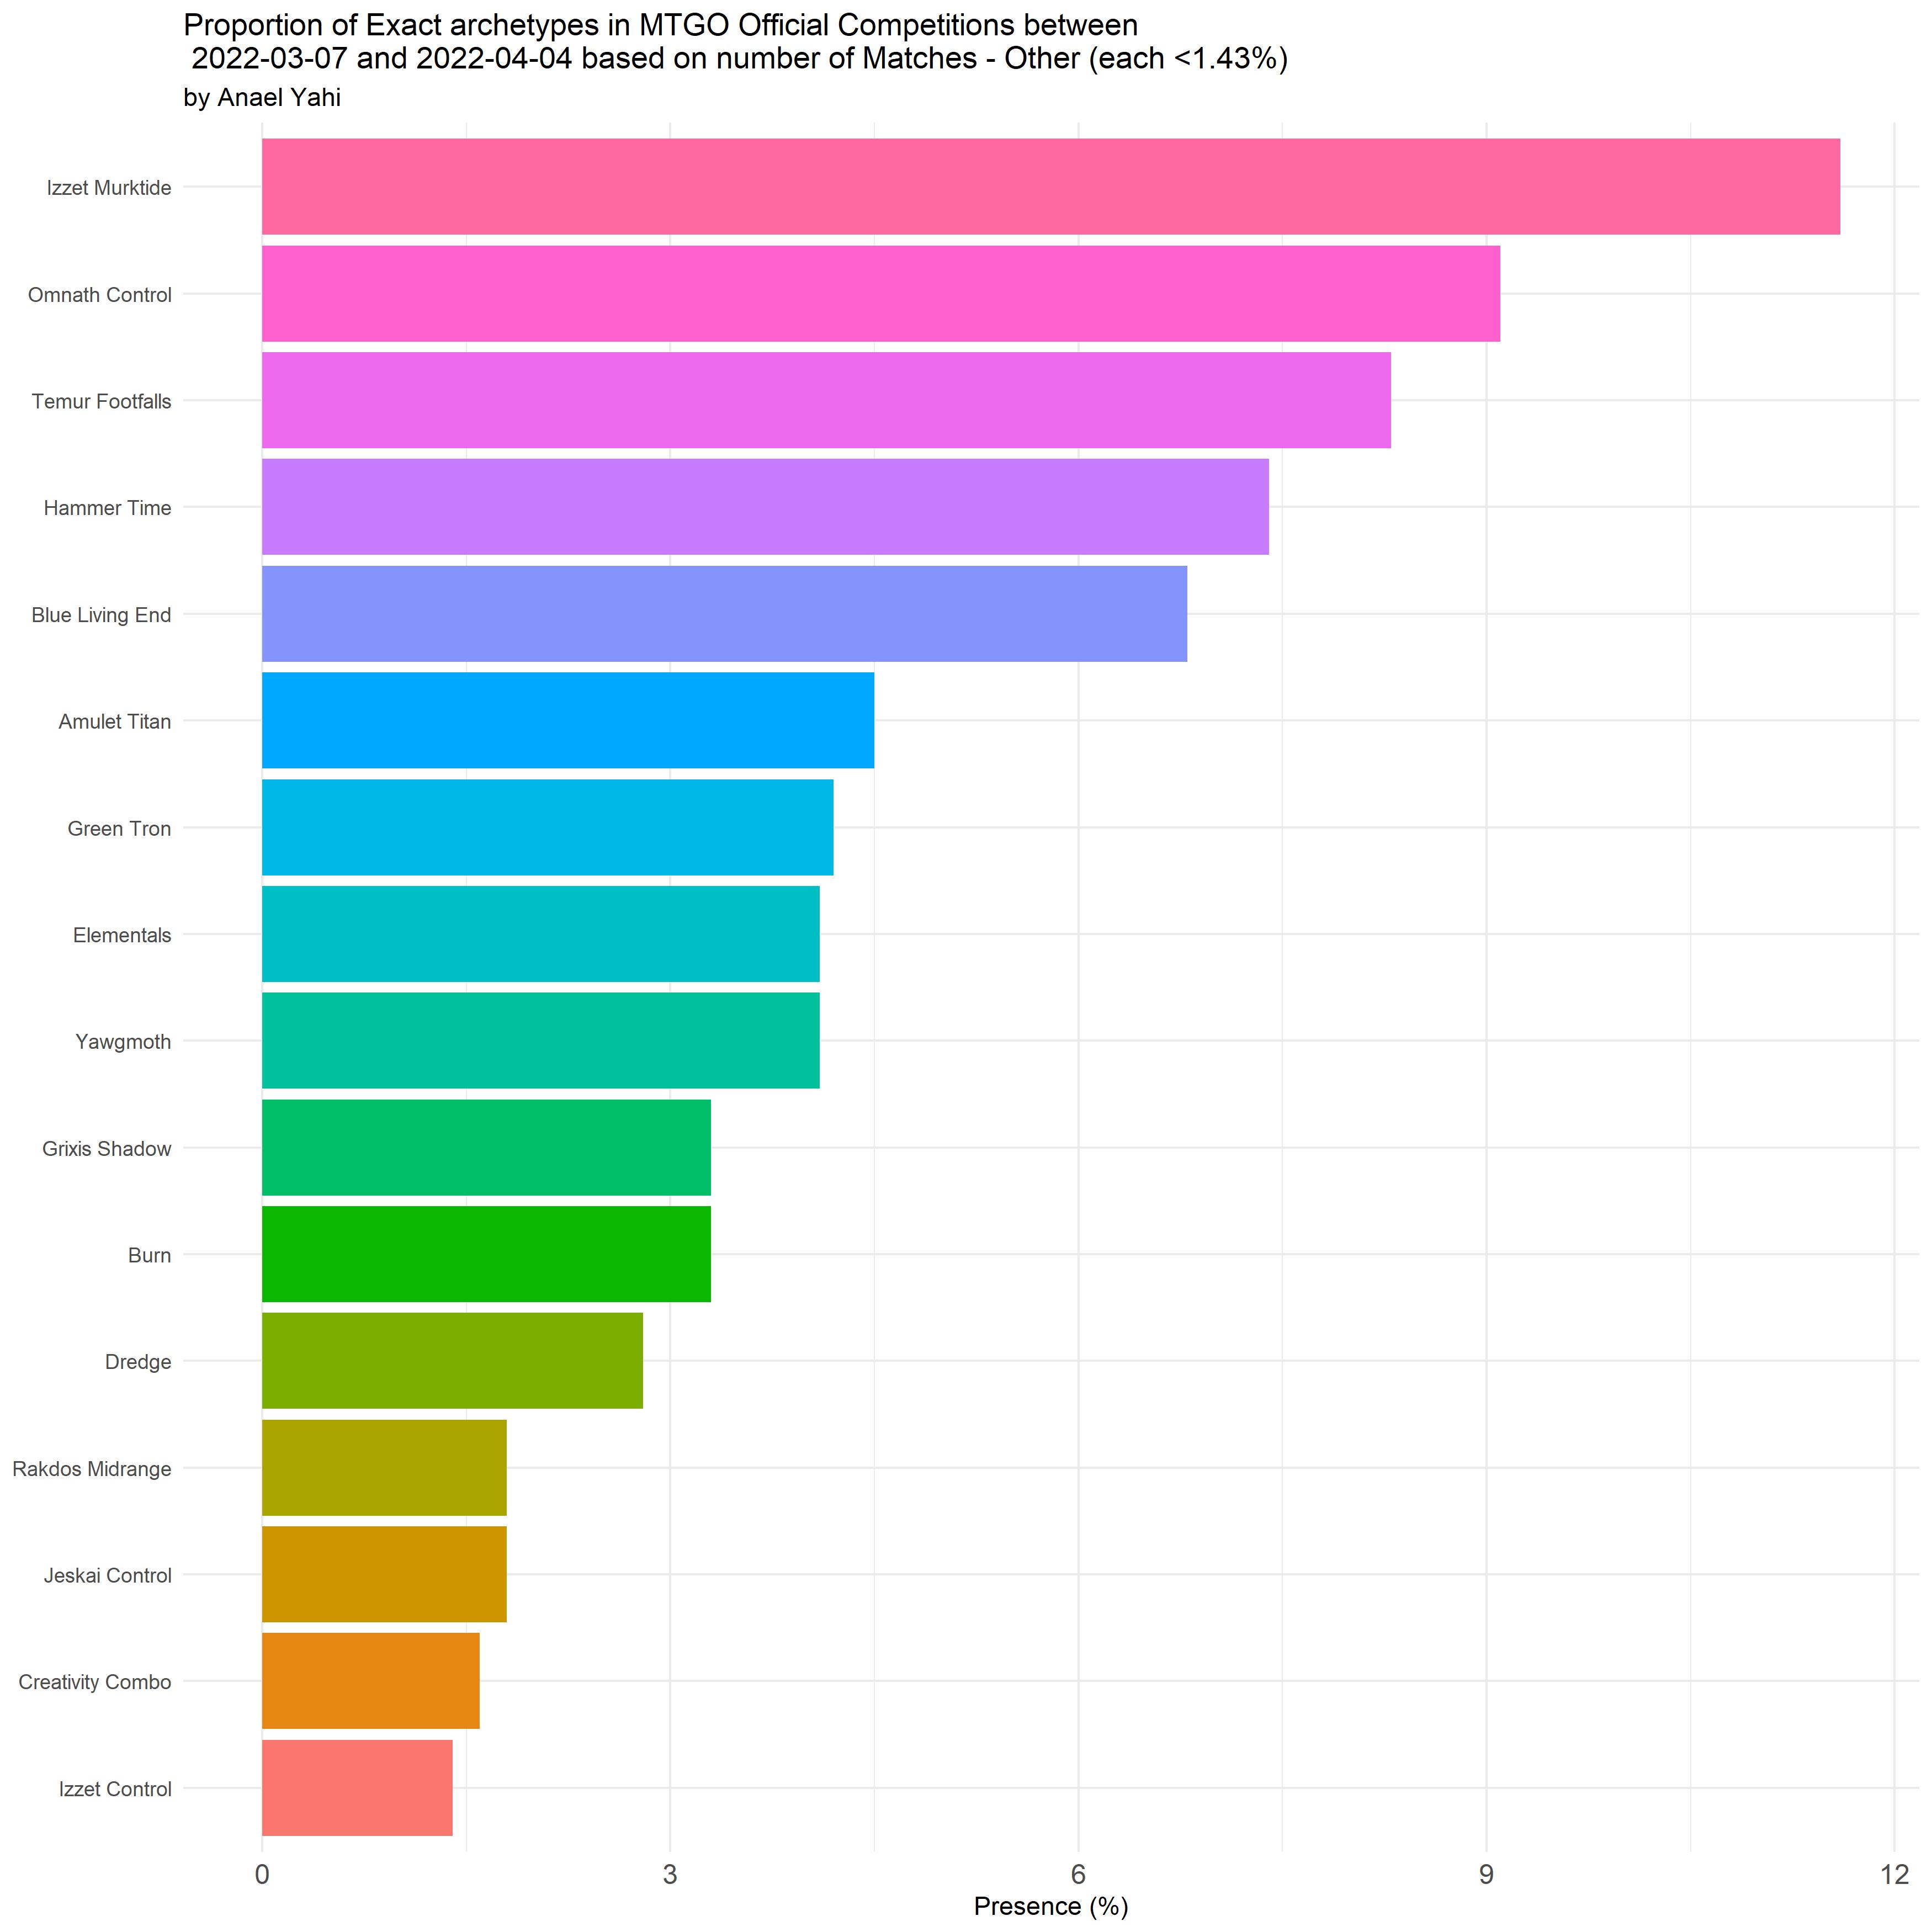 Proportion of Exact archetypes in MTGO Official Competitions between
2022-03-07 and 2022-04-04 based on number of Matches - Other (each <1.43%)
by Anael Yahi
Izzet Murktide
Omnath Control
Temur Footfalls
Hammer Time
Blue Living End
Amulet Titan
Green Tron
Elementals
Yawgmoth
Grixis Shadow
Burn
Dredge
Rakdos Midrange
Jeskai Control
Creativity Combo
Izzet Control
0 3 6 9 12
Presence (%)